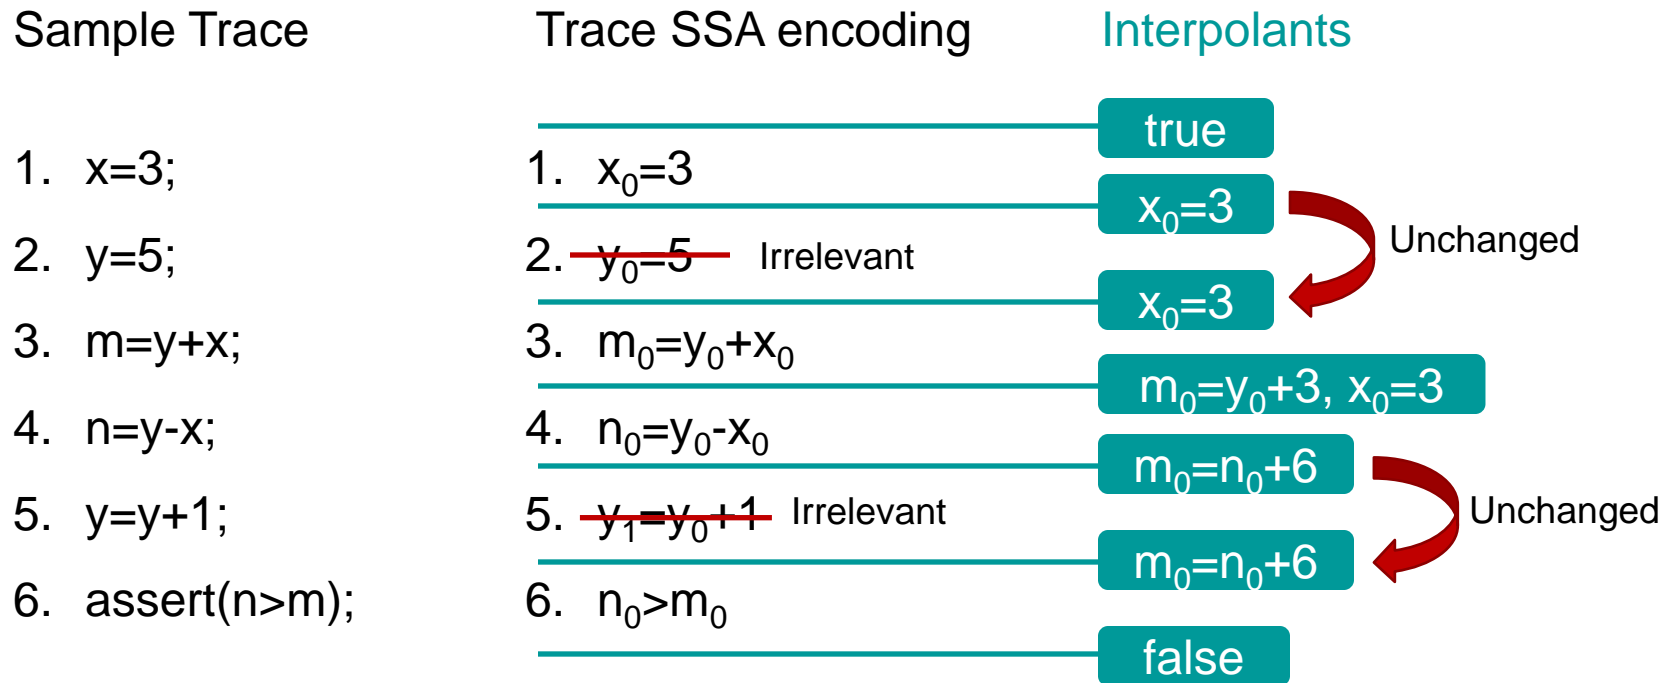 Sample Trace
Trace SSA encoding
Interpolants
true
1. x=3;
1. x₀=3
x₀=3
Unchanged
2. y=5;
2. y₀=5 Irrelevant
x₀=3
3. m=y+x;
3. m₀=y₀+x₀
m₀=y₀+3, x₀=3
4. n=y-x;
4. n₀=y₀-x₀
m₀=n₀+6
Unchanged
5. y=y+1;
5. y₁=y₀+1 Irrelevant
m₀=n₀+6
6. assert(n>m);
6. n₀>m₀
false